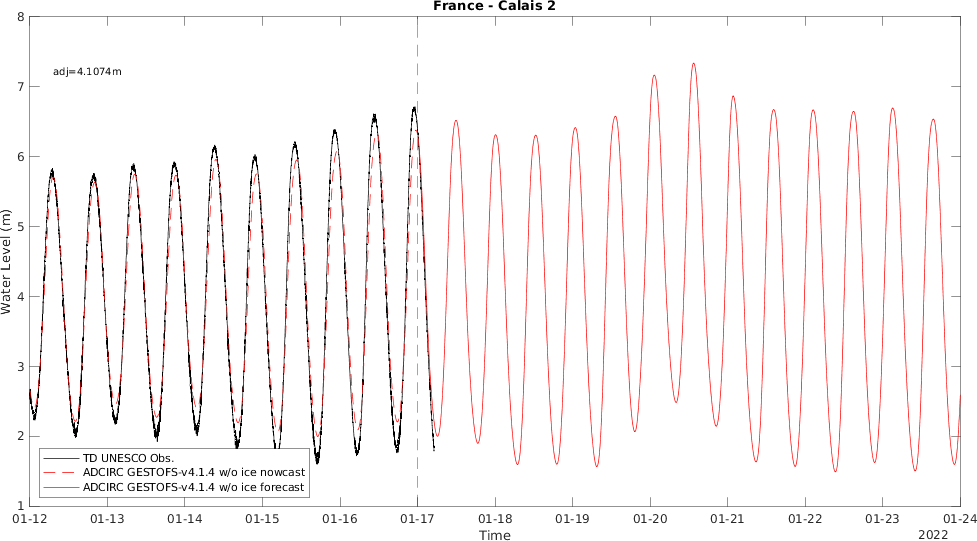 France - Calais 2
8
7
6
5
4
3
2
1
Water Level (m)
adj=4.1074m
TD UNESCO Obs.
ADCIRC GESTOFS-v4.1.4 w/o ice nowcast
ADCIRC GESTOFS-v4.1.4 w/o ice forecast
01-12 01-13 01-14 01-15 01-16 01-17 01-18 01-19 01-20 01-21 01-22 01-23 01-24
Time
2022